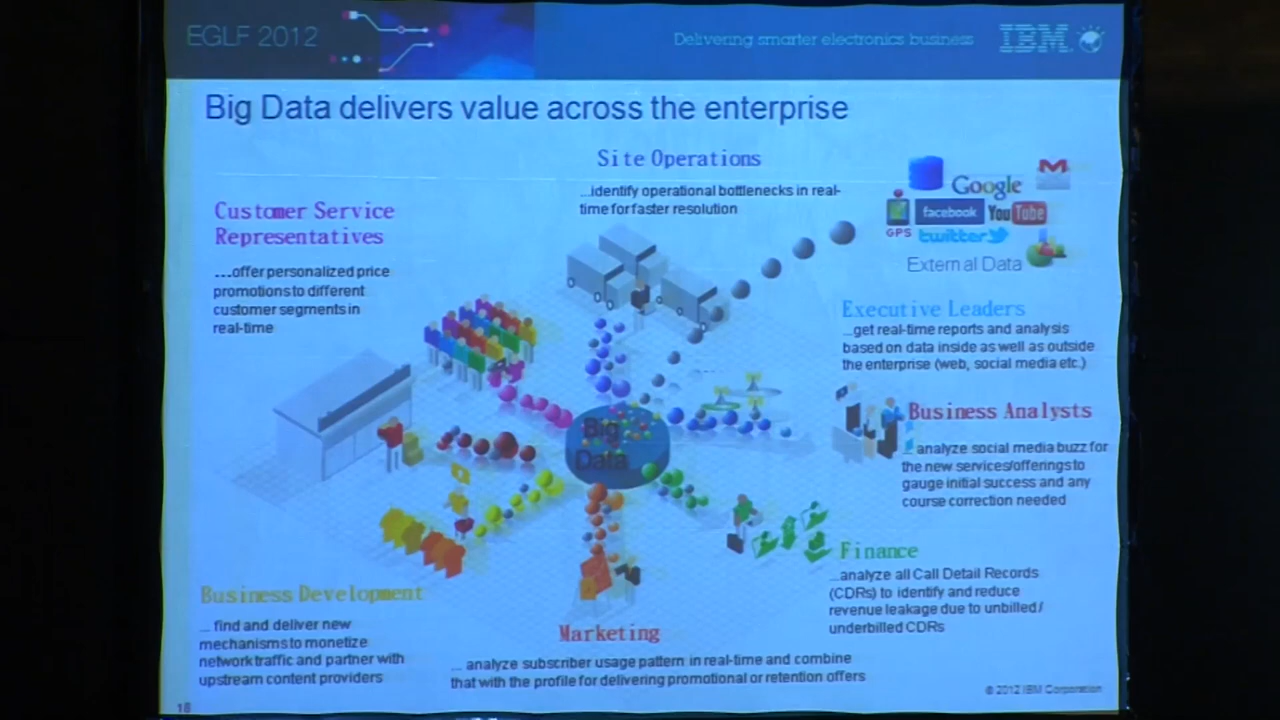 EGLF 2012
Delivering smarter electronics business
IBM
Big Data delivers value across the enterprise
Site Operations
...identify operational bottlenecks in real-
time for faster resolution
Customer Service
Representatives
...offer personalized price
promotions to different
customer segments in
real-time
Google
facebook
YouTube
GPS
twitter
External Data
Executive Leaders
...get real-time reports and analysis
based on data inside as well as outside
the enterprise (web, social media etc.)
Business Analysts
...analyze social media buzz for
the new services/offerings to
gauge initial success and any
course correction needed
Big
Data
Finance
...analyze all Call Detail Records
(CDRs) to identify and reduce
revenue leakage due to unbilled/
underbilled CDRs
Business Development
... find and deliver new
mechanisms to monetize
network traffic and partner with
upstream content providers
Marketing
... analyze subscriber usage pattern in real-time and combine
that with the profile for delivering promotional or retention offers
© 2012 IBM Corporation
18